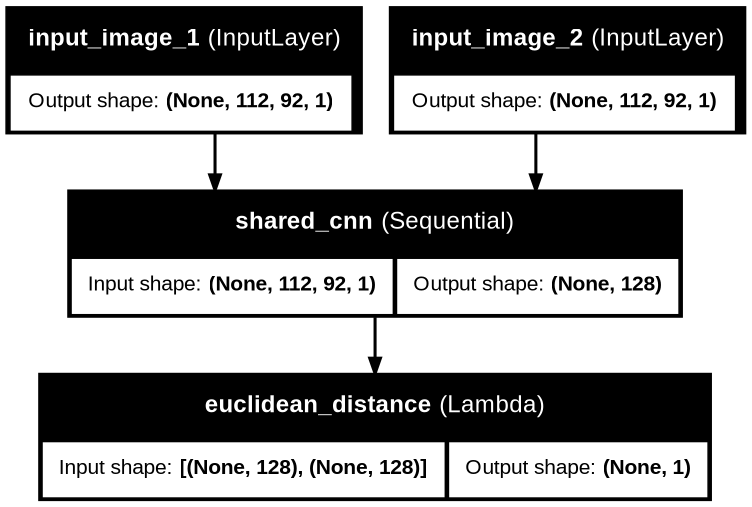 input_image_1 (InputLayer)
Output shape: (None, 112, 92, 1)
input_image_2 (InputLayer)
Output shape: (None, 112, 92, 1)
shared_cnn (Sequential)
Input shape: (None, 112, 92, 1)
Output shape: (None, 128)
euclidean_distance (Lambda)
Input shape: [(None, 128), (None, 128)]
Output shape: (None, 1)